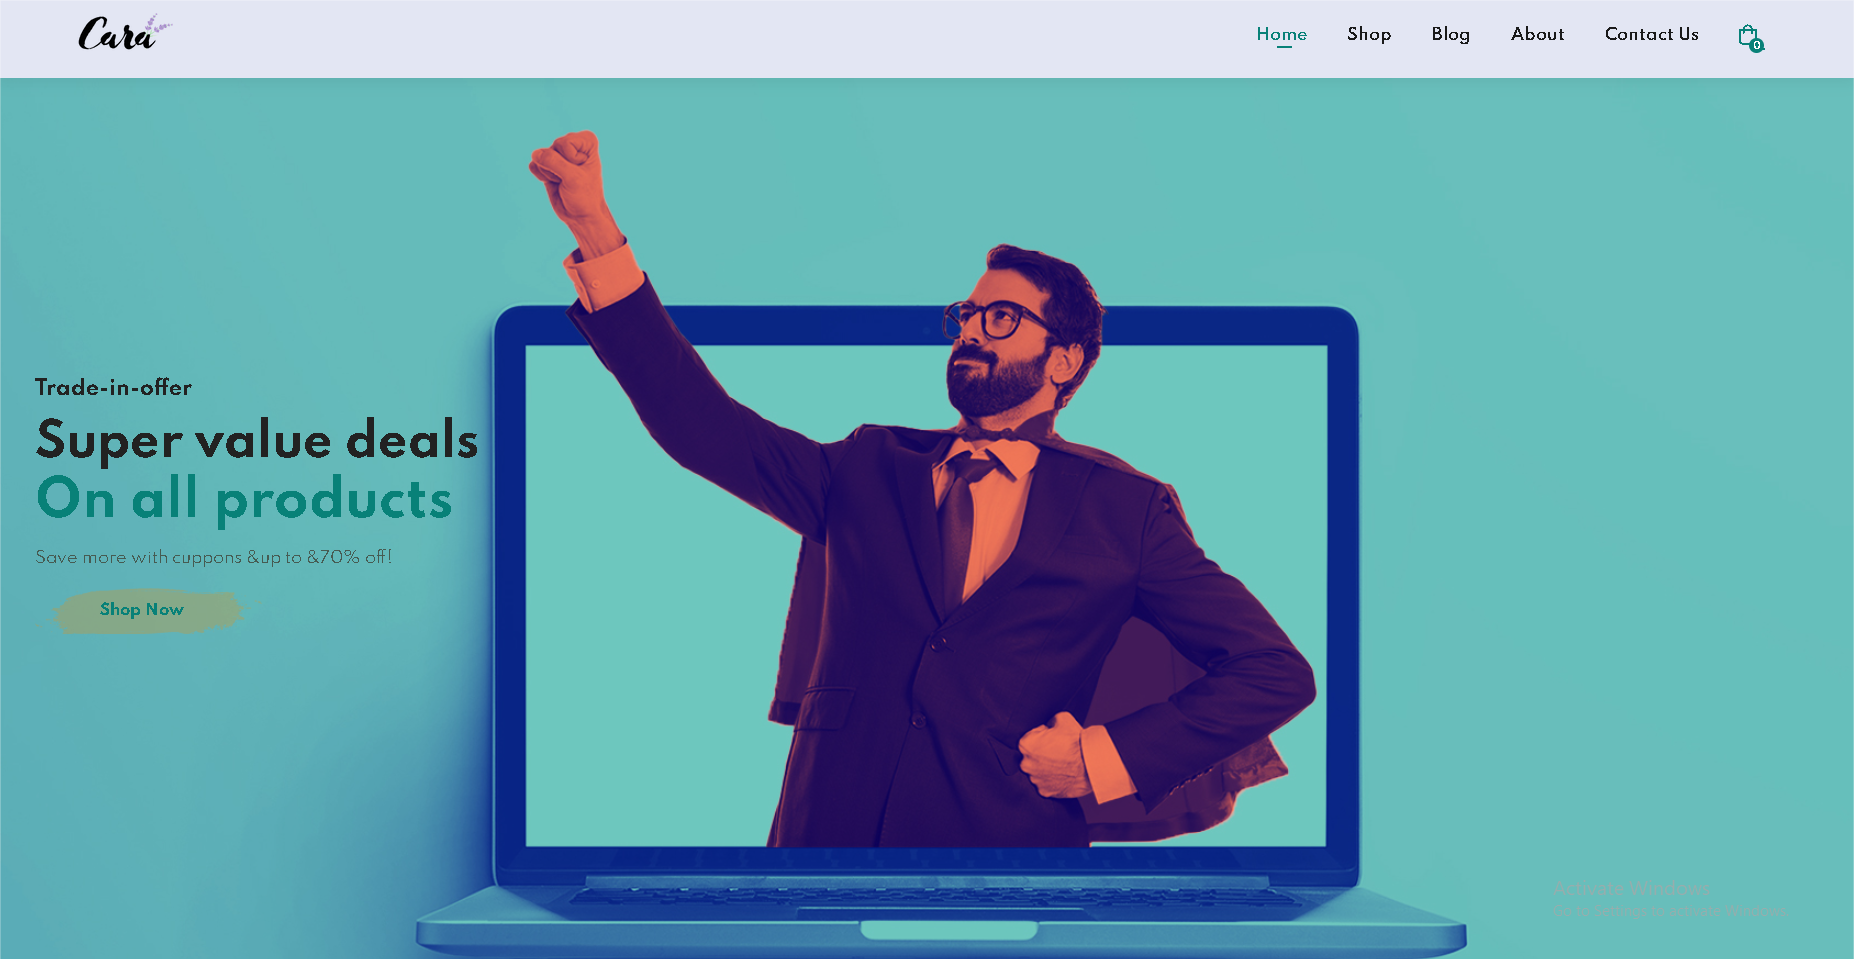 Cara
Home Shop Blog About Contact Us 0
Trade-in-offer
Super value deals
On all products
Save more with cuppons &up to &70% off!
Shop Now
Activate Windows